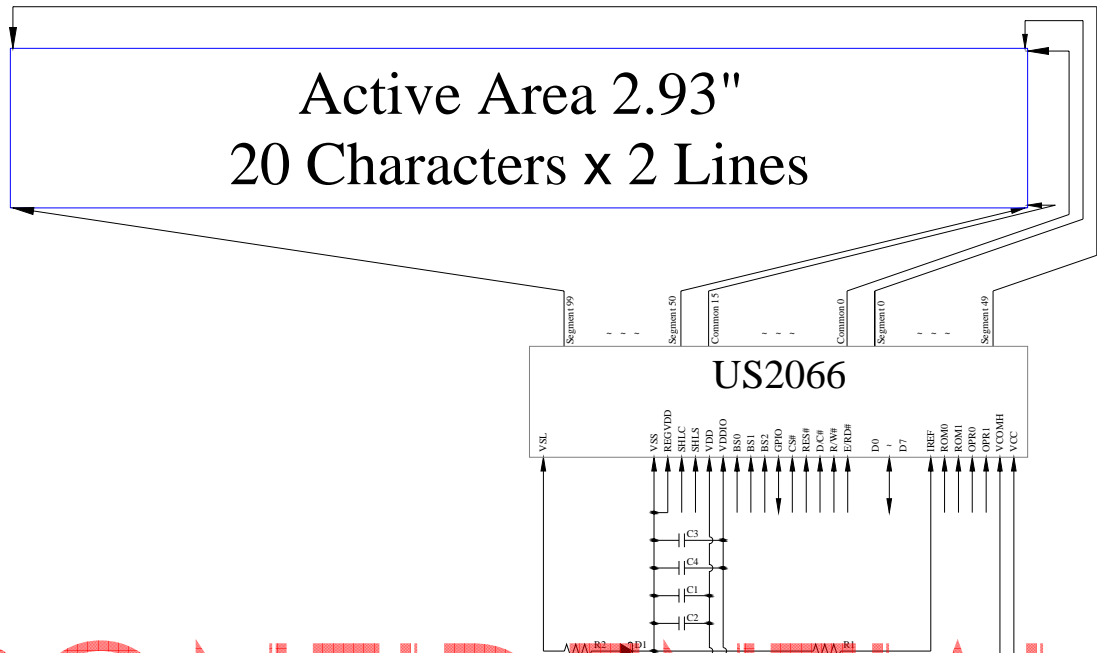 Active Area 2.93"
20 Characters x 2 Lines
Segment 99
~ ~ ~
Segment 50
Common 15
~ ~ ~
Common 0
Segment 0
~ ~ ~
Segment 49
US2066
VSL
VSS
REGVDD
SHLC
SHLS
VDD
VDDIO
BS0
BS1
BS2
GPIO
CS#
RES#
D/C#
R/W#
E/RD#
D0
~
D7
IREF
ROM0
ROM1
OPR0
OPR1
VCOMH
VCC
C3
C4
C1
C2
R2
D1
R1